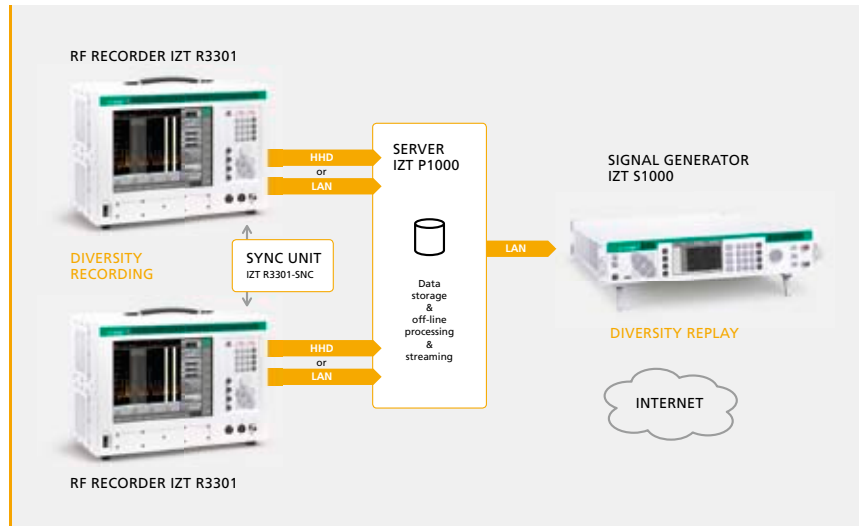 RF RECORDER IZT R3301
HHD
or
LAN
SERVER
IZT P1000
SIGNAL GENERATOR
IZT S1000
DIVERSITY
RECORDING
SYNC UNIT
IZT R3301-SNC
Data
storage
&
off-line
processing
&
streaming
LAN
DIVERSITY REPLAY
HHD
or
LAN
INTERNET
RF RECORDER IZT R3301